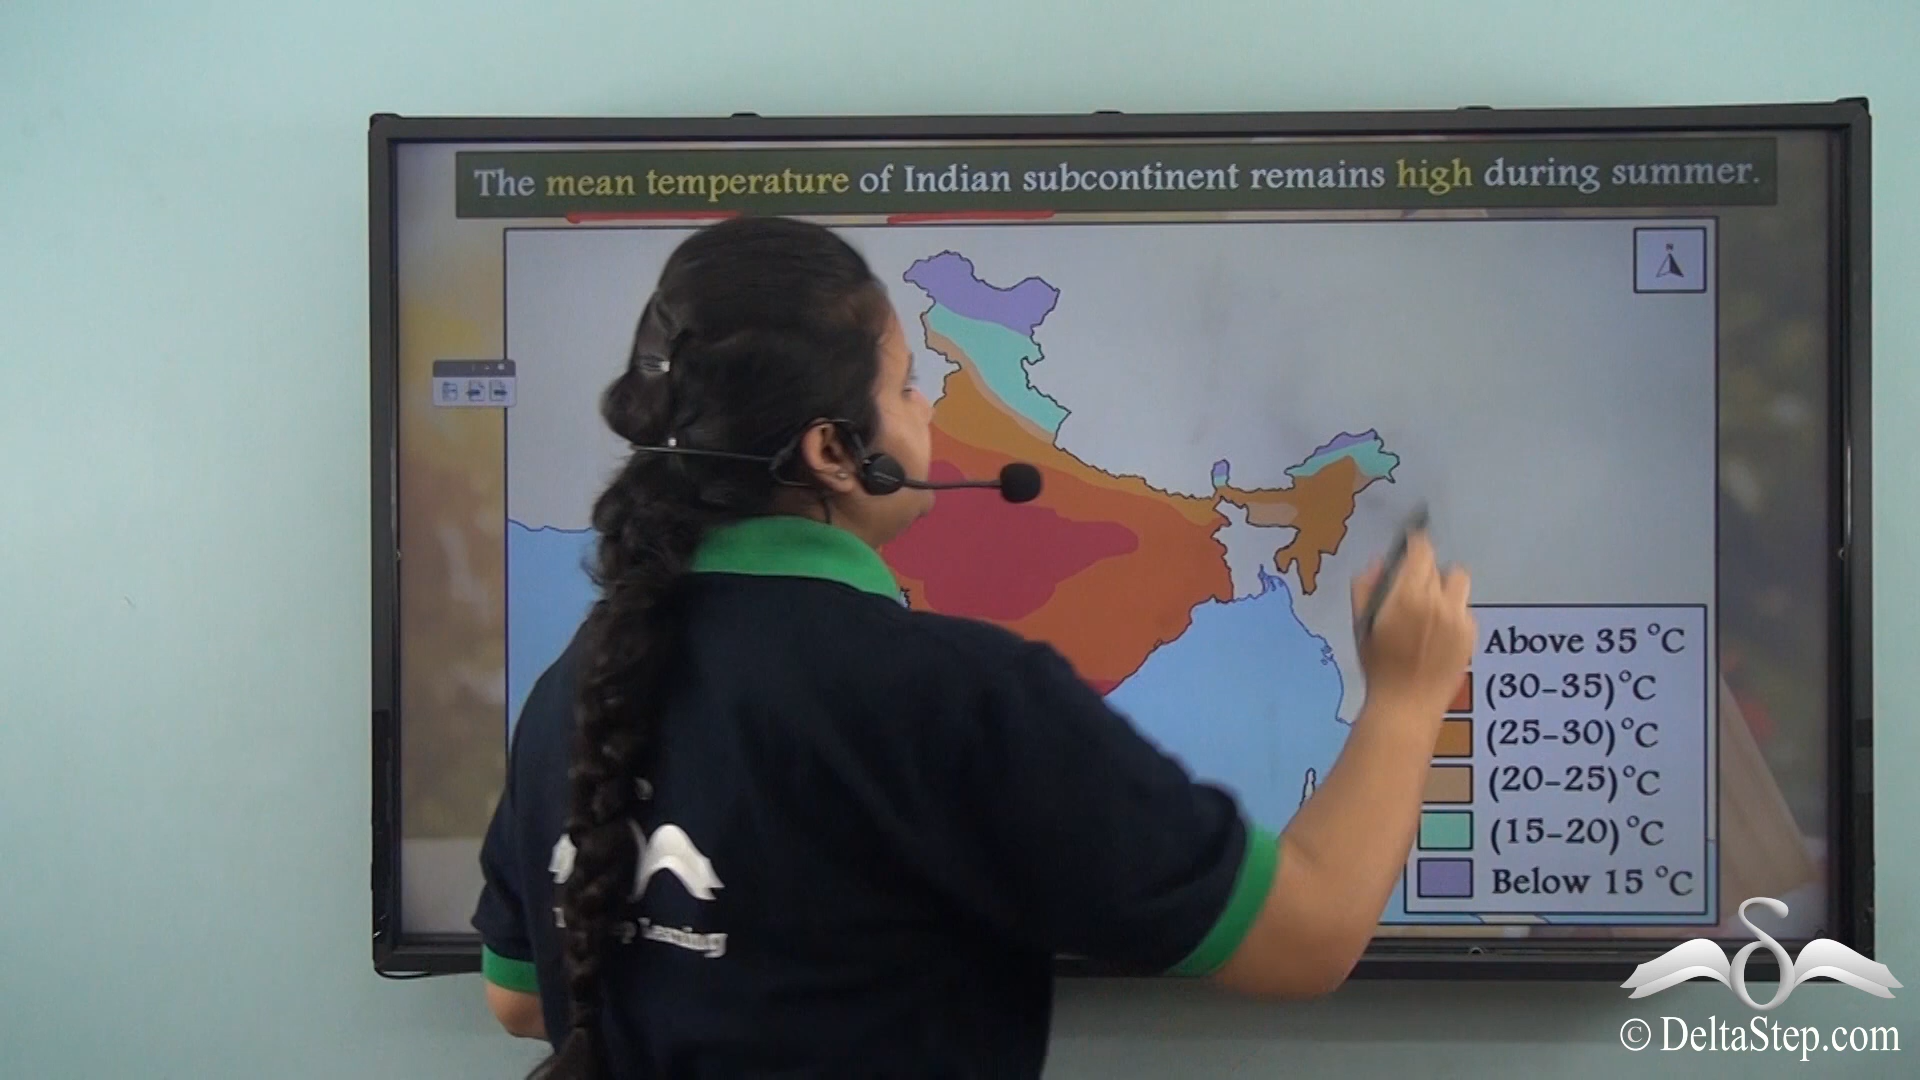 The mean temperature of Indian subcontinent remains high during summer.
N
Above 35 °C
(30-35) °C
(25-30) °C
(20-25) °C
(15-20) °C
Below 15 °C
Learning
© DeltaStep.com